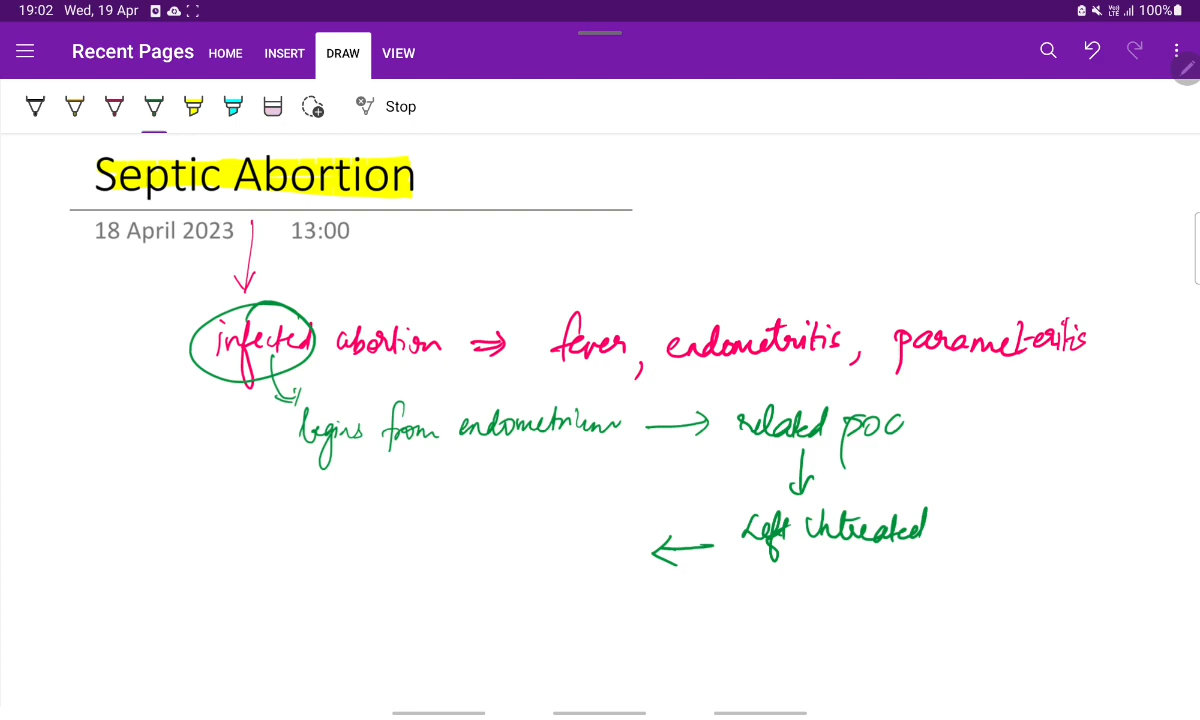 19:02 Wed, 19 Apr 100%
Recent Pages HOME INSERT DRAW VIEW
Stop
Septic Abortion
18 April 2023 13:00
infected abortion ⇒ fever, endometritis, parameteritis
begins from endometrium → related POC
↓
Left Untreated
←